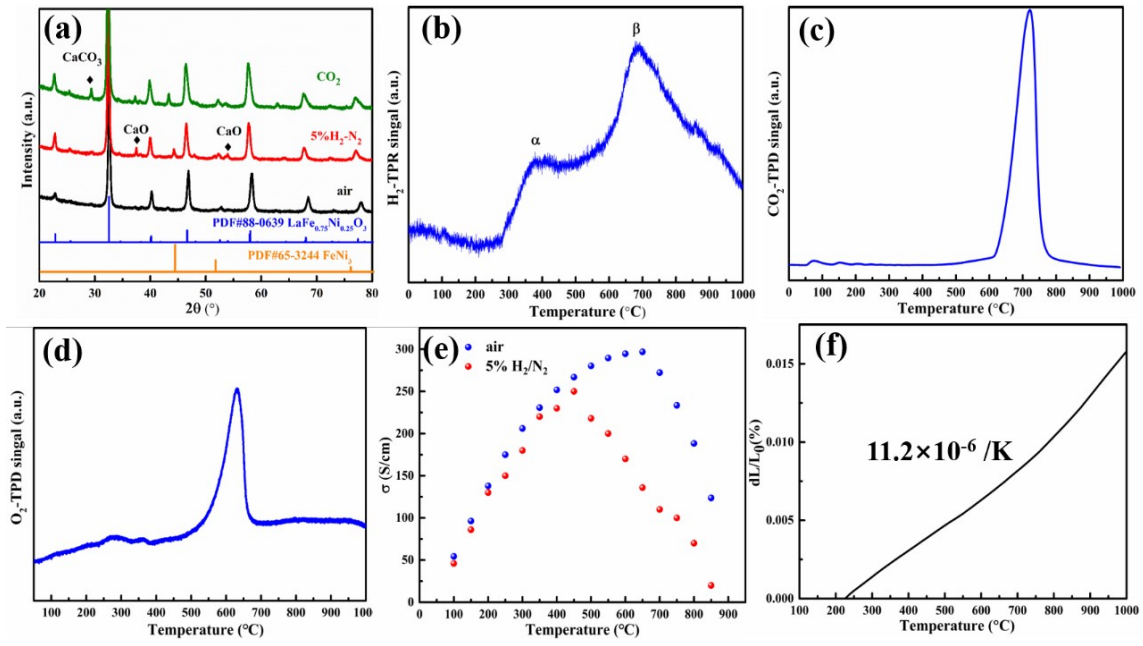 (a)
CaCO₃
CO₂
CaO
CaO
5%H₂-N₂
air
PDF#88-0639 LaFe₀.₇₅Ni₀.₂₅O₃
PDF#65-3244 FeNi₃
Intensity (a.u.)
20 30 40 50 60 70 80
2θ (°)
(b)
α
β
H₂-TPR singal (a.u.)
0 100 200 300 400 500 600 700 800 900 1000
Temperature (°C)
(c)
CO₂-TPD singal (a.u.)
0 100 200 300 400 500 600 700 800 900 1000
Temperature (°C)
(d)
O₂-TPD singal (a.u.)
100 200 300 400 500 600 700 800 900 1000
Temperature (°C)
(e)
air
5% H₂/N₂
σ (S/cm)
300
250
200
150
100
50
0
0 100 200 300 400 500 600 700 800 900
Temperature (°C)
(f)
11.2×10⁻⁶ /K
dL/L₀(%)
0.015
0.010
0.005
0.000
100 200 300 400 500 600 700 800 900 1000
Temperature (°C)